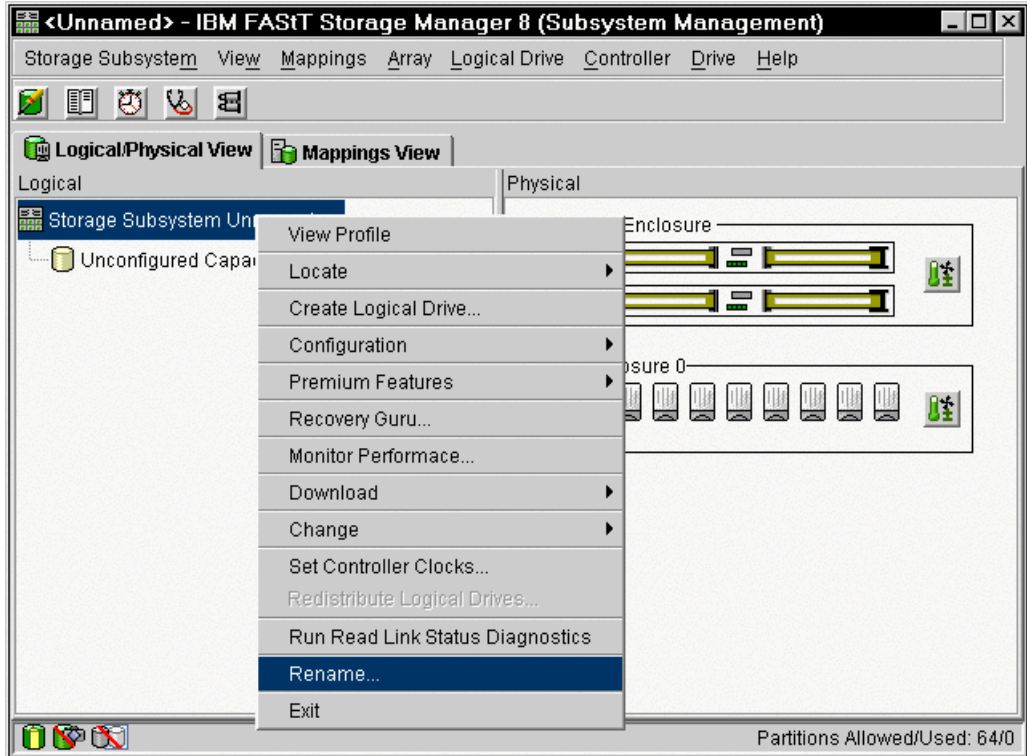 <Unnamed> - IBM FAStT Storage Manager 8 (Subsystem Management)
Storage Subsystem View Mappings Array Logical Drive Controller Drive Help
Logical/Physical View Mappings View
Logical Physical
Storage Subsystem
Unconfigured
Enclosure
0
View Profile
Locate
Create Logical Drive...
Configuration
Premium Features
Recovery Guru...
Monitor Performace...
Download
Change
Set Controller Clocks...
Redistribute Logical Drives...
Run Read Link Status Diagnostics
Rename...
Exit
Partitions Allowed/Used: 64/0